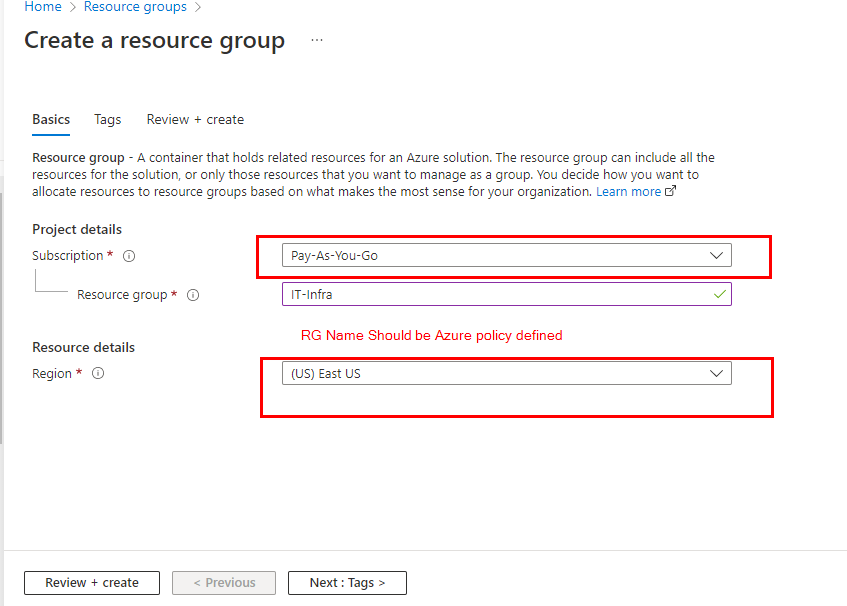 Home > Resource groups >
Create a resource group ...
Basics Tags Review + create
Resource group - A container that holds related resources for an Azure solution. The resource group can include all the
resources for the solution, or only those resources that you want to manage as a group. You decide how you want to
allocate resources to resource groups based on what makes the most sense for your organization. Learn more
Project details
Subscription * Pay-As-You-Go
Resource group * IT-Infra
RG Name Should be Azure policy defined
Resource details
Region * (US) East US
Review + create < Previous Next : Tags >